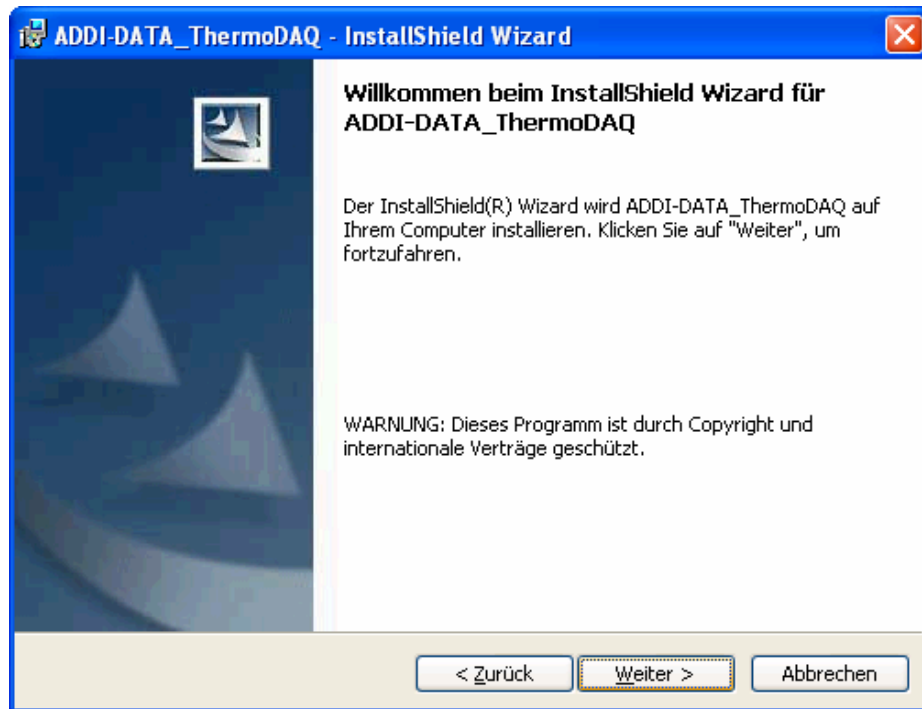 ADDI-DATA_ThermoDAQ - InstallShield Wizard
Willkommen beim InstallShield Wizard für
ADDI-DATA_ThermoDAQ
Der InstallShield(R) Wizard wird ADDI-DATA_ThermoDAQ auf
Ihrem Computer installieren. Klicken Sie auf "Weiter", um
fortzufahren.
WARNUNG: Dieses Programm ist durch Copyright und
internationale Verträge geschützt.
< Zurück
Weiter >
Abbrechen